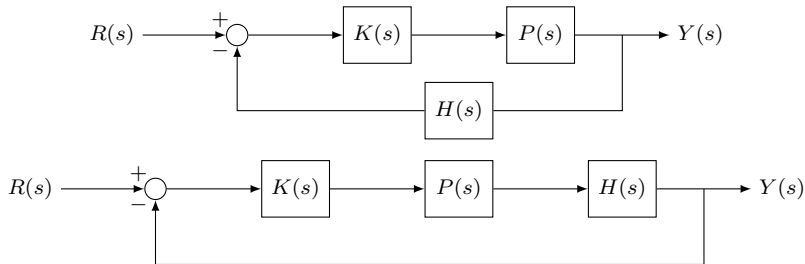 R(s) + − K(s) P(s) Y(s)
H(s)
R(s) + − K(s) P(s) H(s) Y(s)